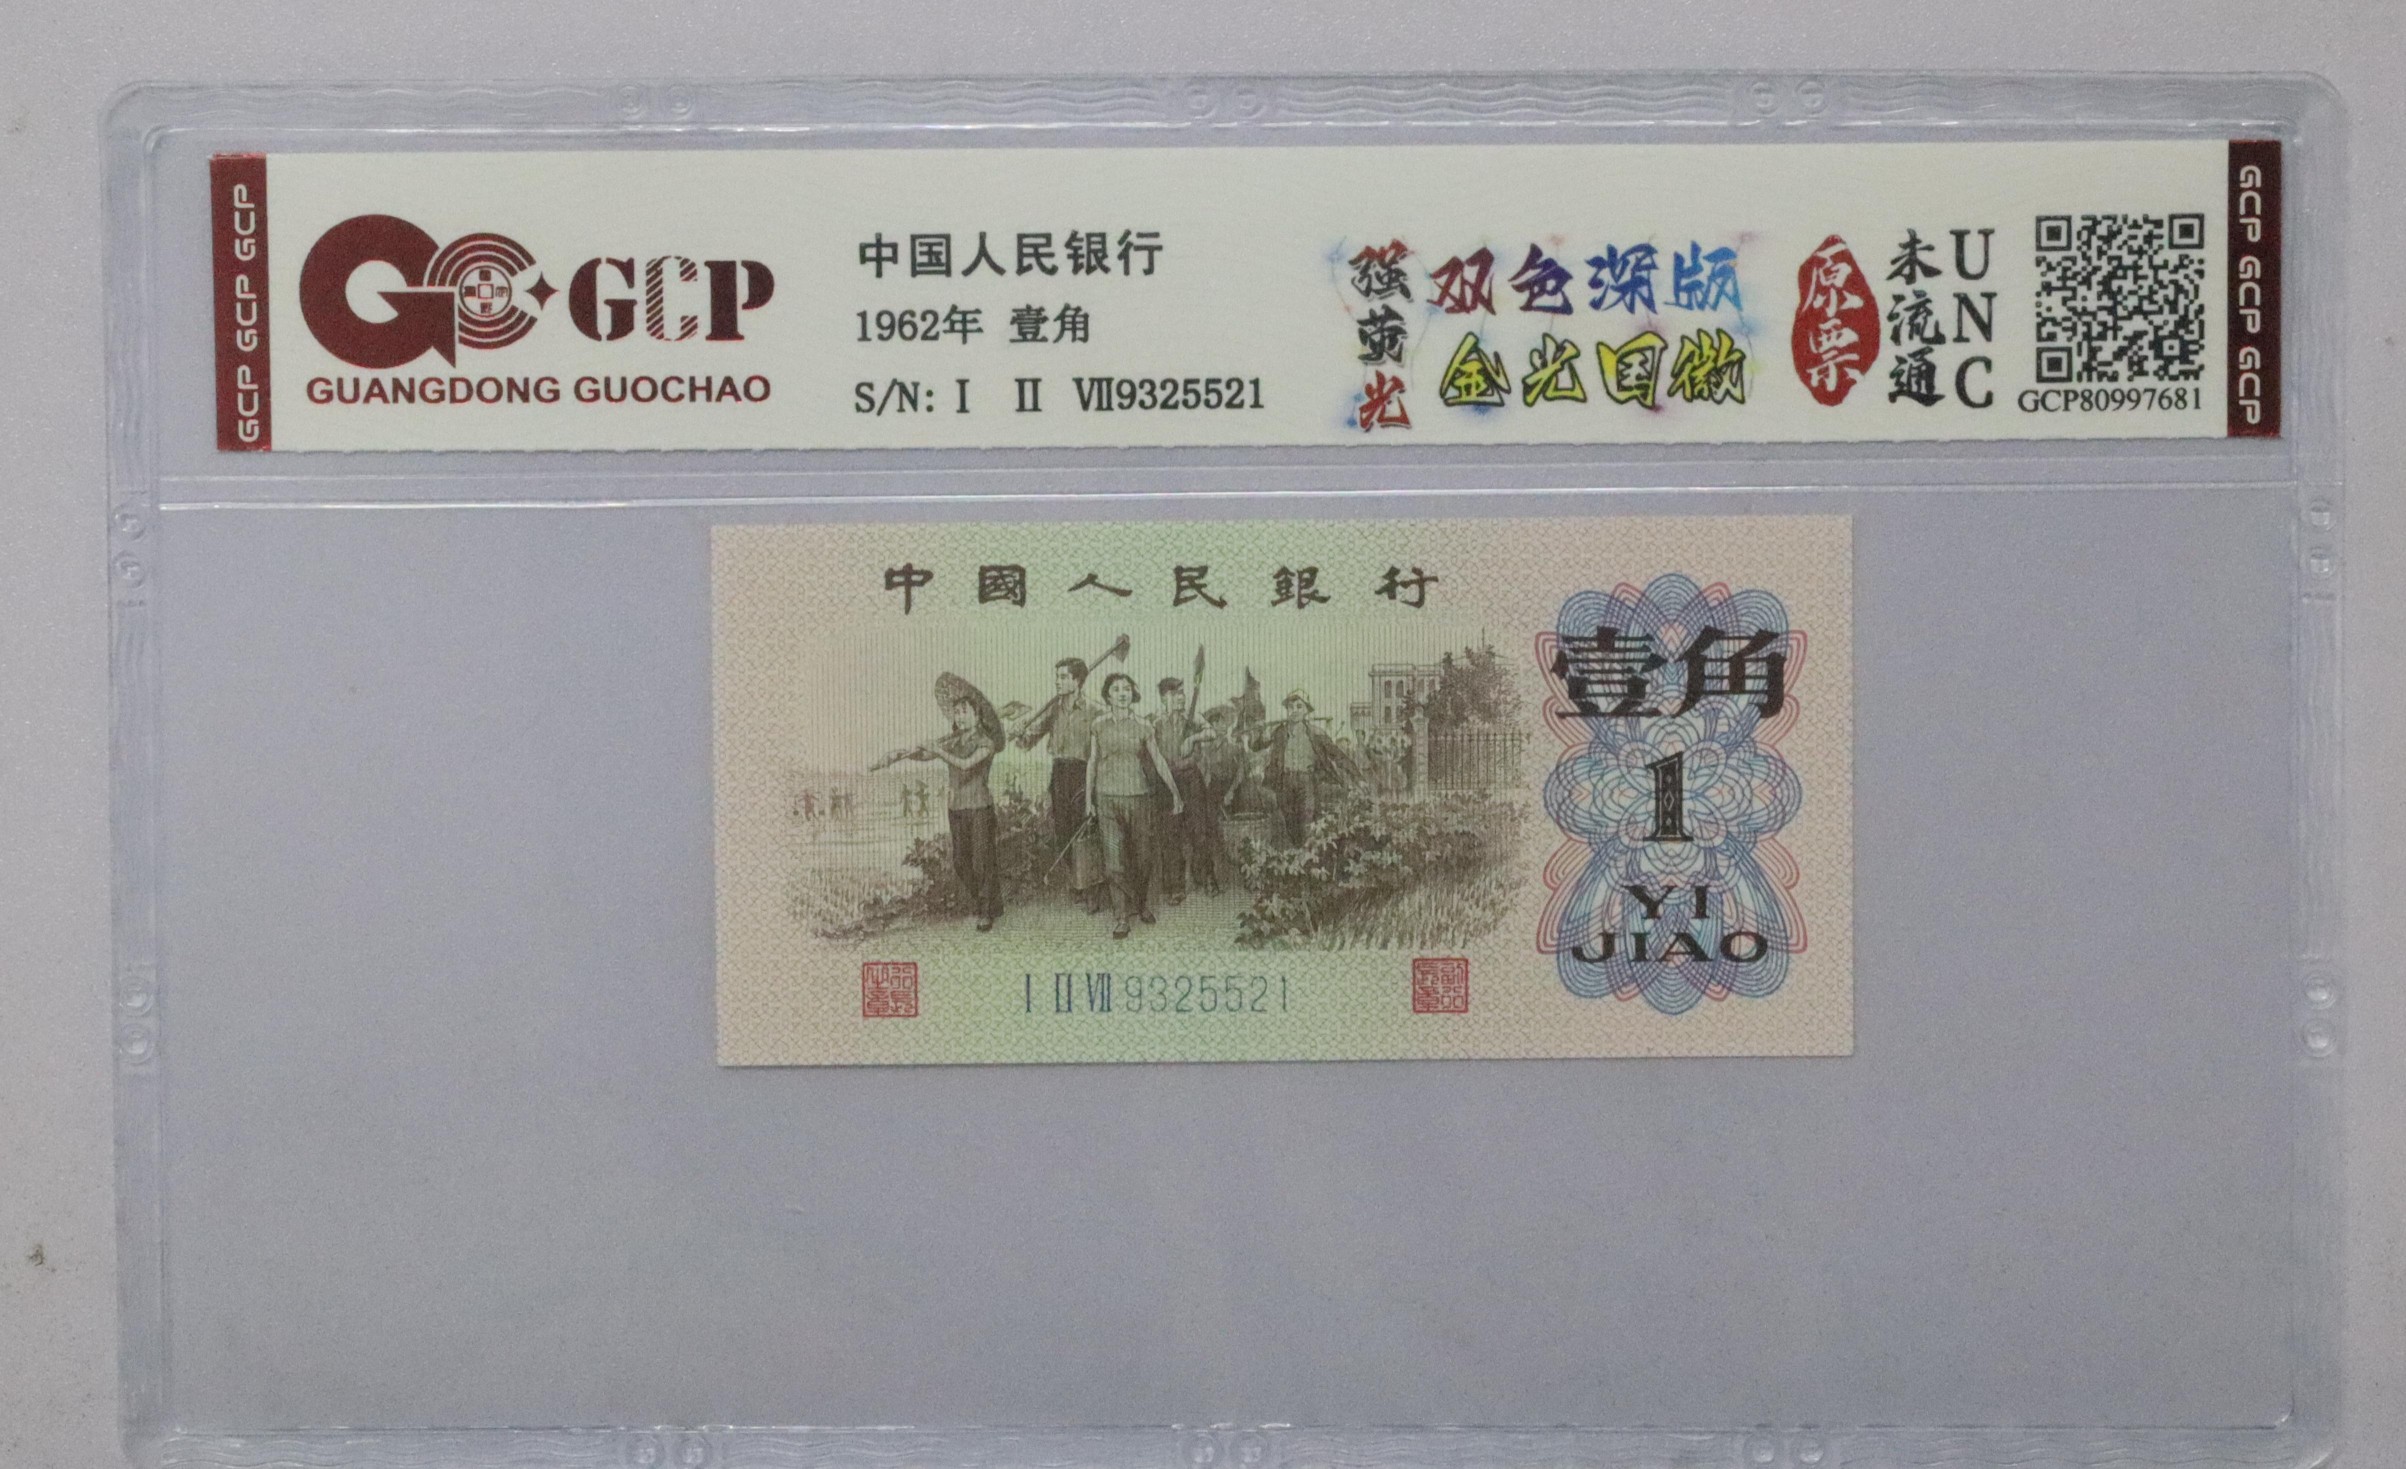 GCP GCP GCP
GCP
GUANGDONG GUOCHAO
中国人民银行
1962年 壹角
S/N: I II VII9325521
强荧光
双色深版
金光国徽
原票
未流通
UNC
GCP80997681
GCP GCP GCP
中國人民銀行
壹角
1
YI
JIAO
I II VII 9325521